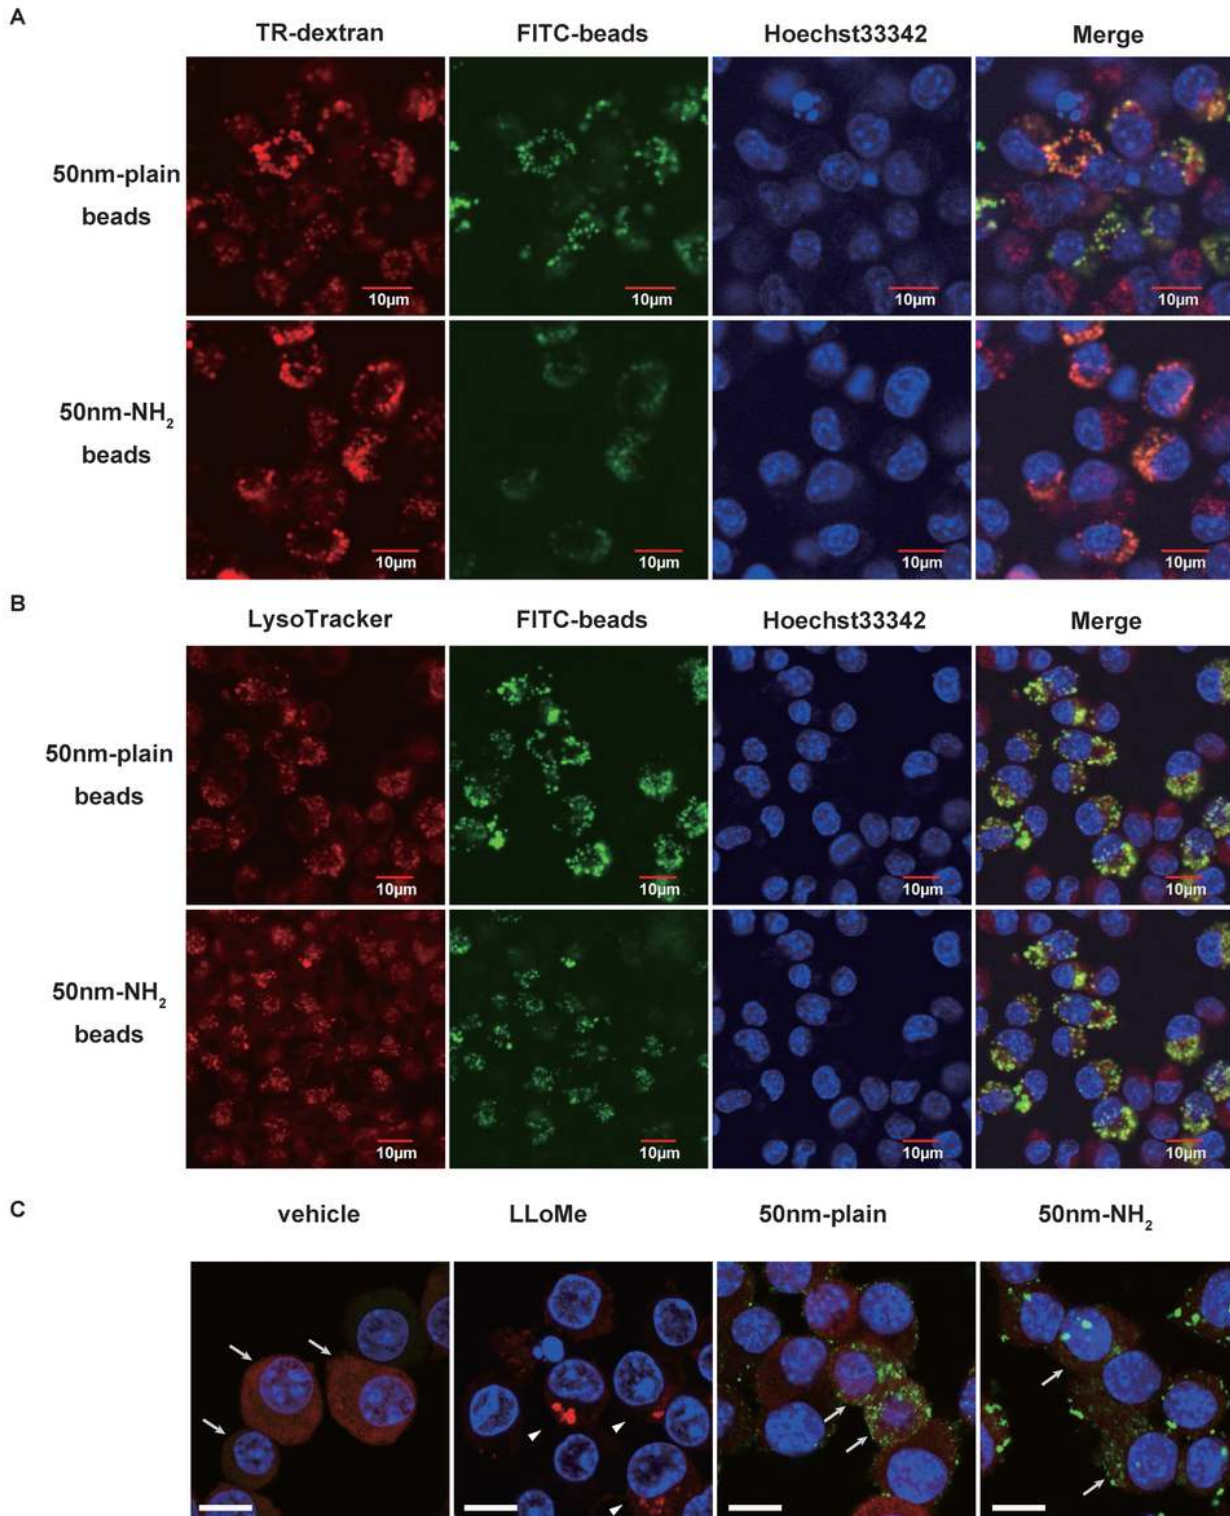 A
TR-dextran FITC-beads Hoechst33342 Merge
50nm-plain
beads
10µm 10µm 10µm 10µm
50nm-NH₂
beads
10µm 10µm 10µm 10µm
B
LysoTracker FITC-beads Hoechst33342 Merge
50nm-plain
beads
10µm 10µm 10µm 10µm
50nm-NH₂
beads
10µm 10µm 10µm 10µm
C
vehicle LLoMe 50nm-plain 50nm-NH₂